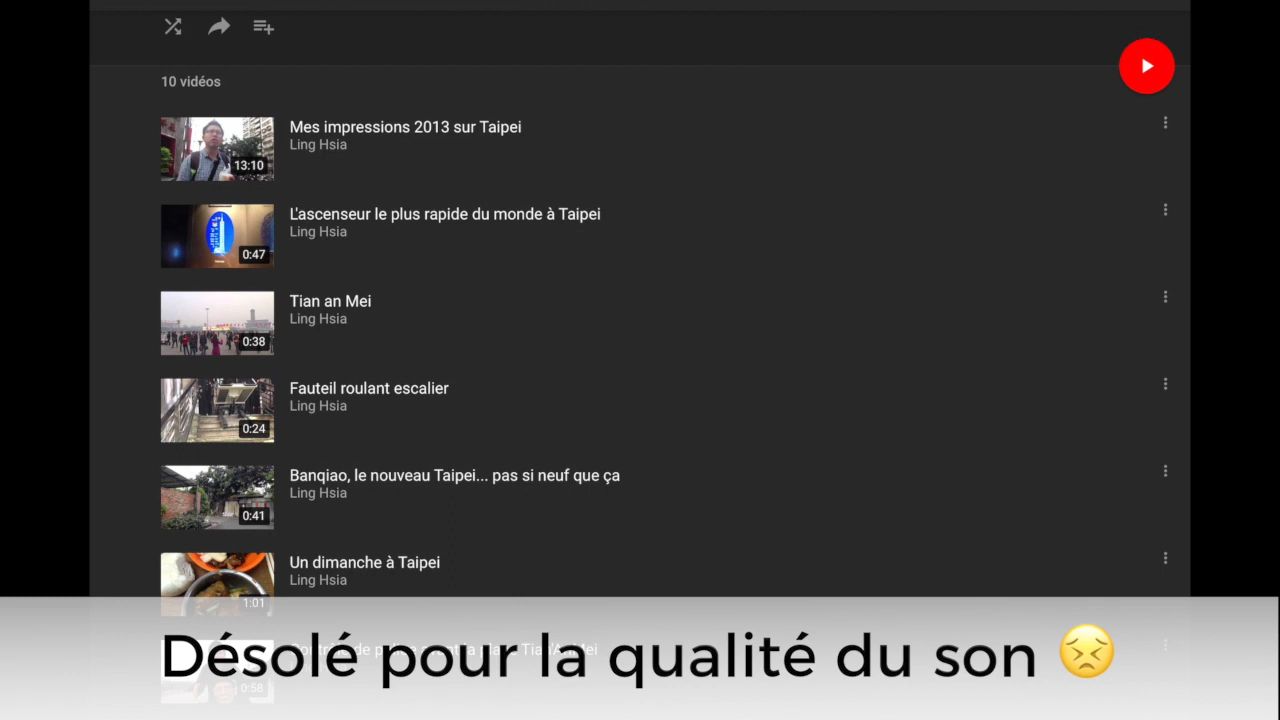 10 vidéos
Mes impressions 2013 sur Taipei
Ling Hsia
13:10
L'ascenseur le plus rapide du monde à Taipei
Ling Hsia
0:47
Tian an Mei
Ling Hsia
0:38
Fauteil roulant escalier
Ling Hsia
0:24
Banqiao, le nouveau Taipei... pas si neuf que ça
Ling Hsia
0:41
Un dimanche à Taipei
Ling Hsia
1:01
Désolé pour la qualité du son 😣
0:58